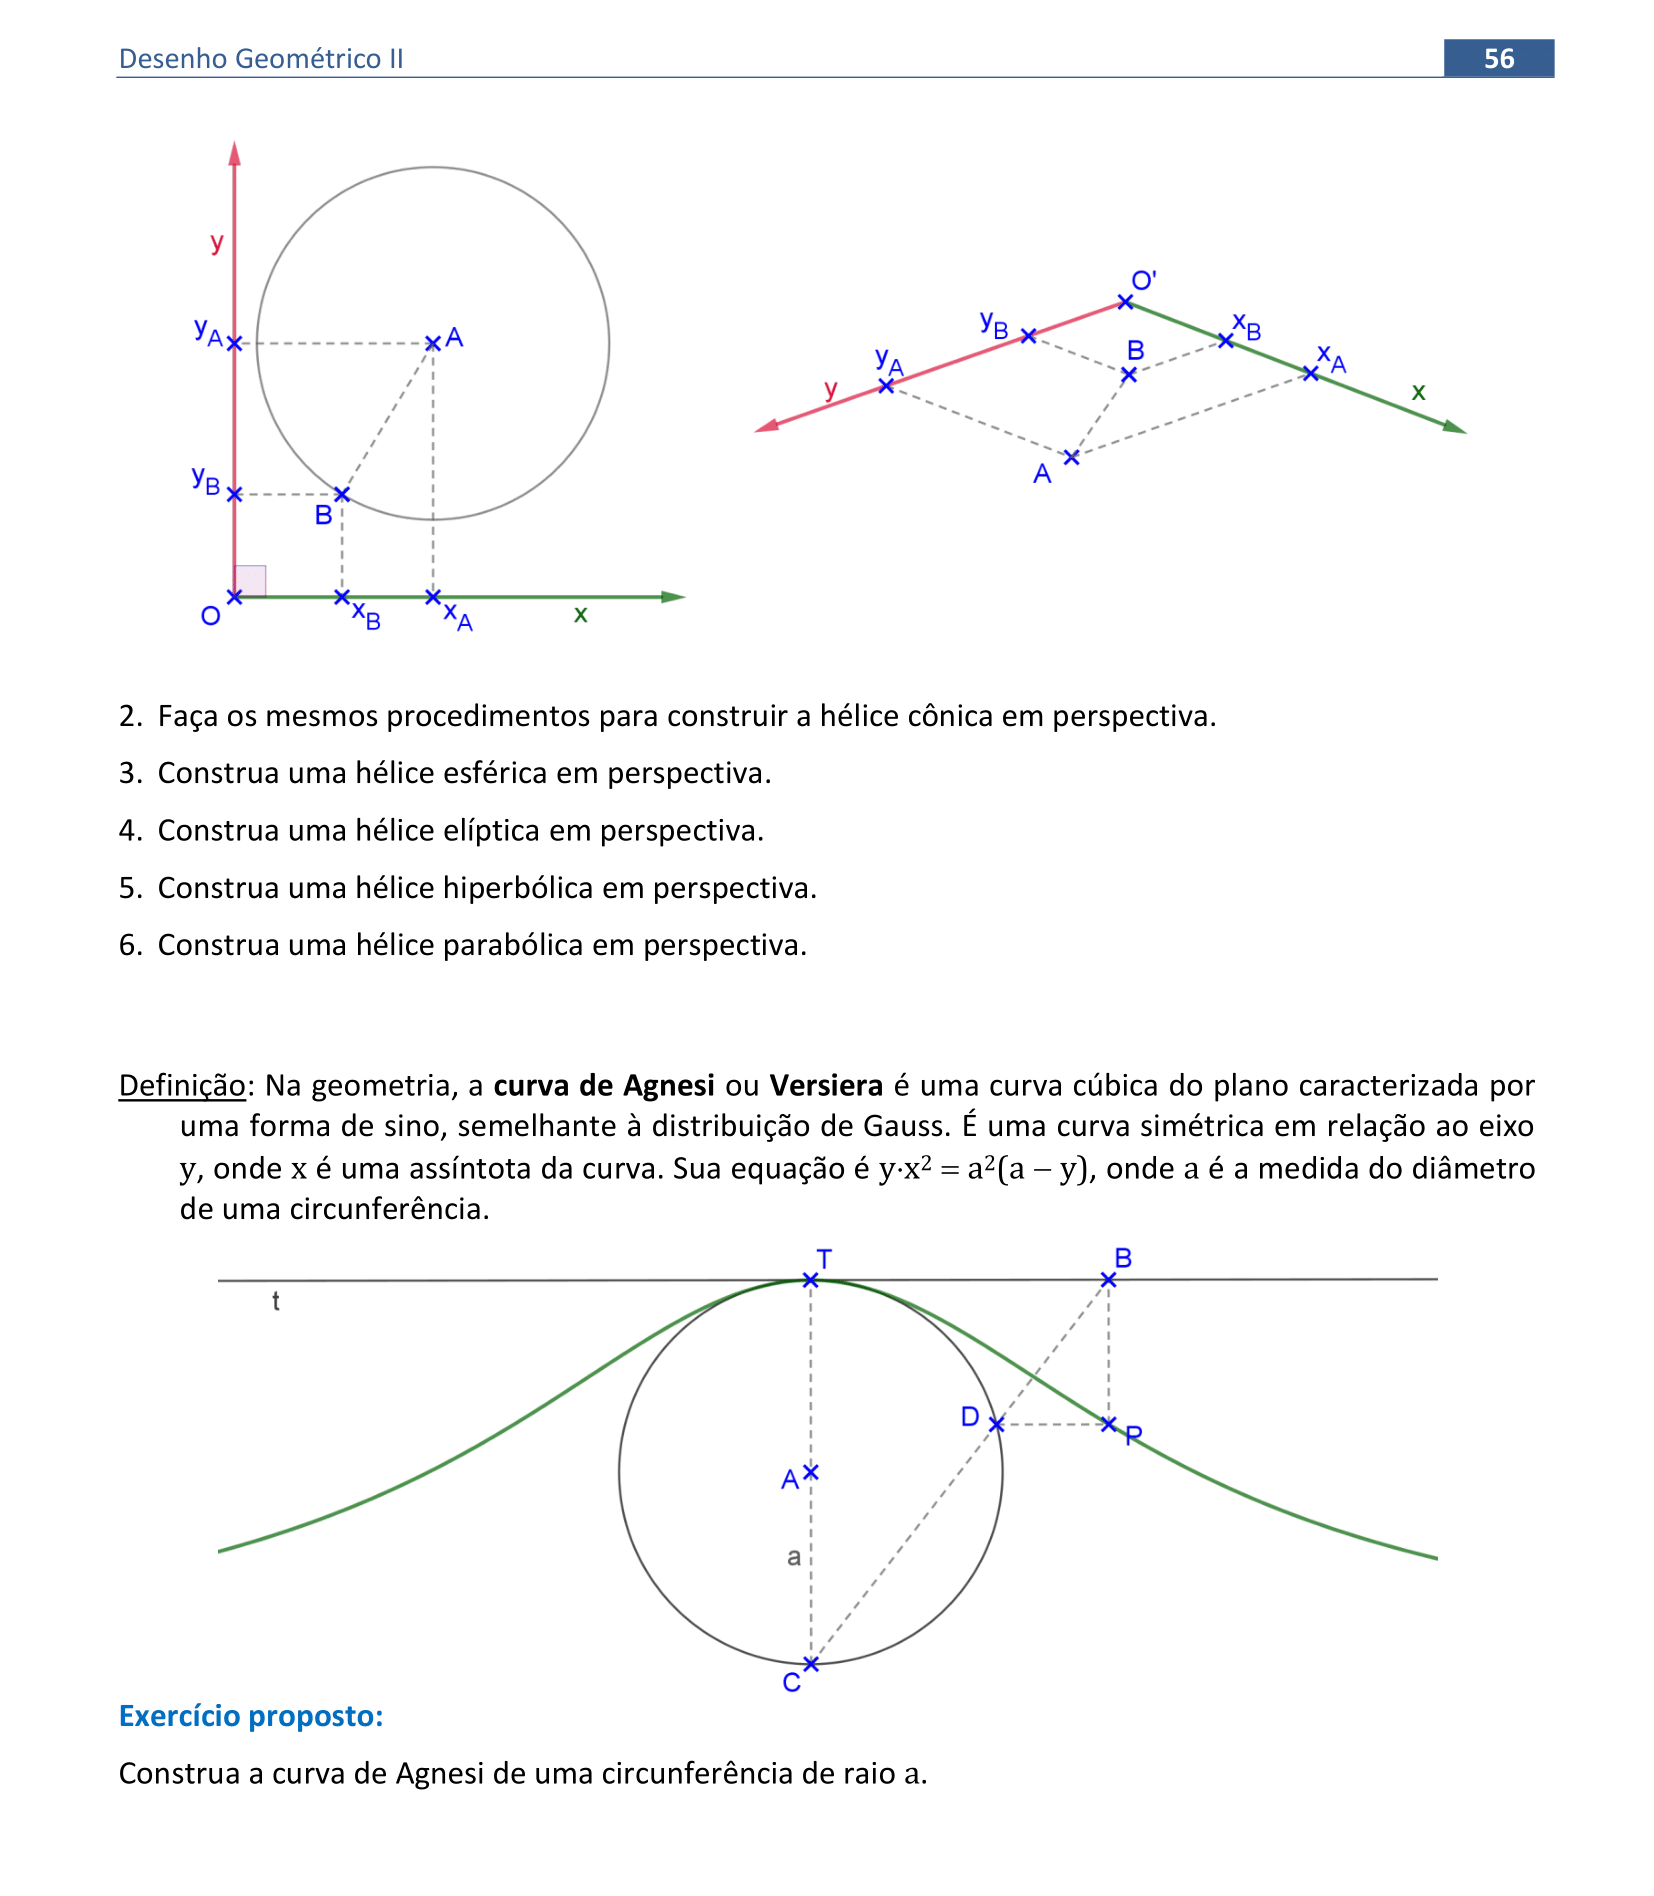 Desenho Geométrico II
56
y
y_A
A
y_B
B
O
x_B
x_A
x
O'
y_B
x_B
B
y_A
x_A
y
x
A
2. Faça os mesmos procedimentos para construir a hélice cônica em perspectiva.
3. Construa uma hélice esférica em perspectiva.
4. Construa uma hélice elíptica em perspectiva.
5. Construa uma hélice hiperbólica em perspectiva.
6. Construa uma hélice parabólica em perspectiva.
Definição: Na geometria, a curva de Agnesi ou Versiera é uma curva cúbica do plano caracterizada por
uma forma de sino, semelhante à distribuição de Gauss. É uma curva simétrica em relação ao eixo
y, onde x é uma assíntota da curva. Sua equação é y·x² = a²(a – y), onde a é a medida do diâmetro
de uma circunferência.
T
B
t
D
P
A
a
C
Exercício proposto:
Construa a curva de Agnesi de uma circunferência de raio a.